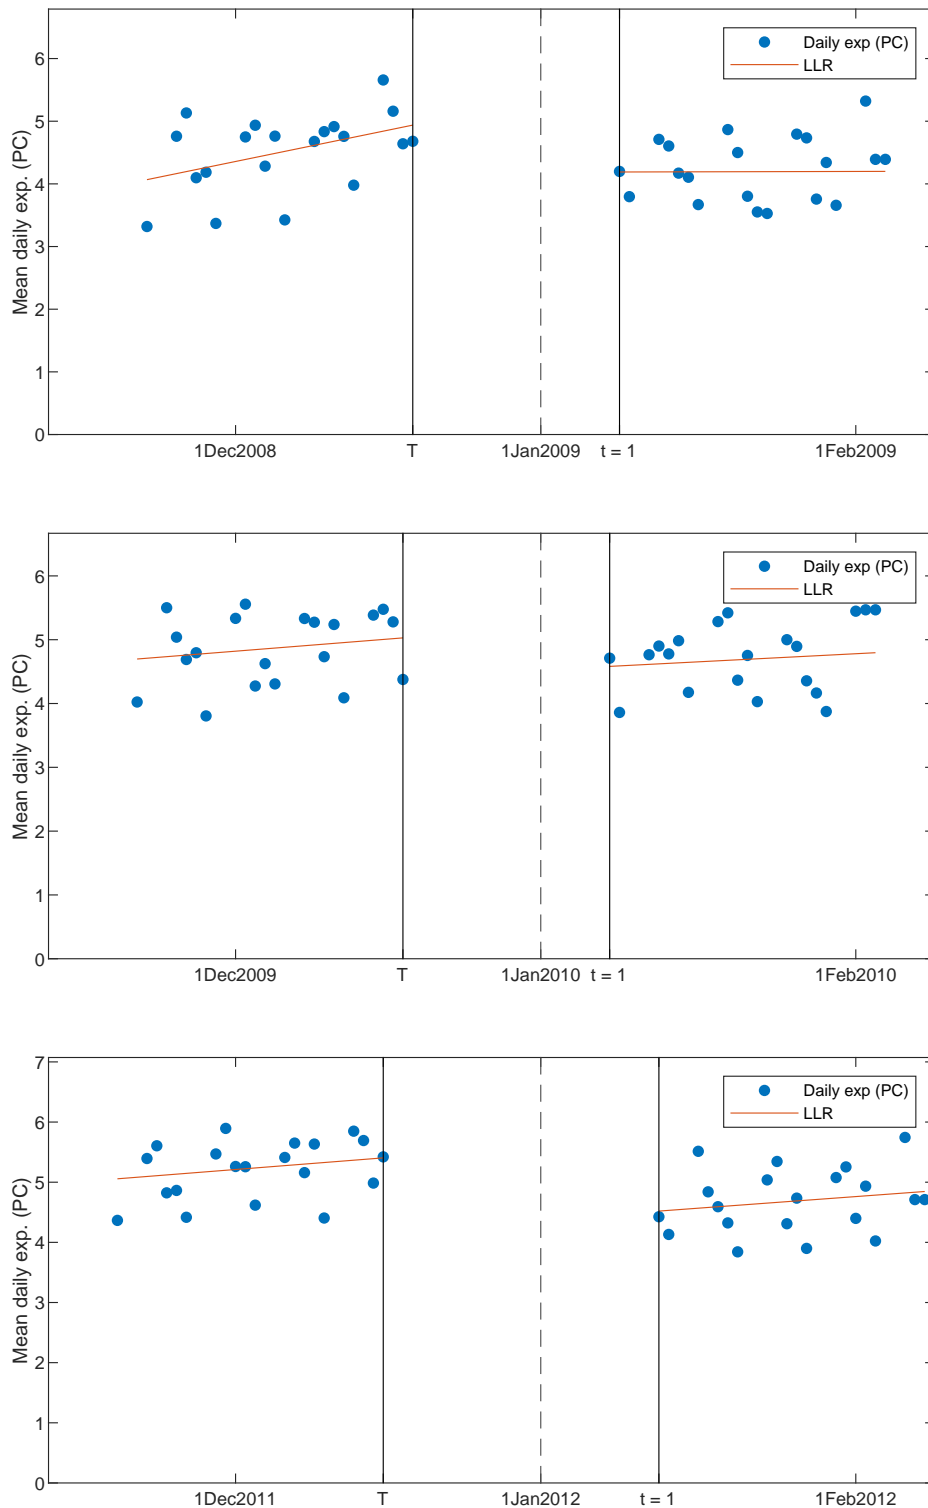 6
5
4
3
2
1
0
Mean daily exp. (PC)
Daily exp (PC)
LLR
1Dec2008 T 1Jan2009 t = 1 1Feb2009
6
5
4
3
2
1
0
Mean daily exp. (PC)
Daily exp (PC)
LLR
1Dec2009 T 1Jan2010 t = 1 1Feb2010
7
6
5
4
3
2
1
0
Mean daily exp. (PC)
Daily exp (PC)
LLR
1Dec2011 T 1Jan2012 t = 1 1Feb2012